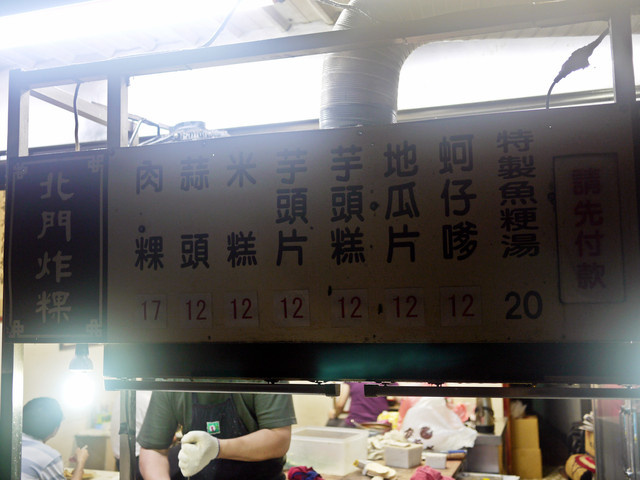 北門炸粿
肉粿 17
蒜頭 12
米糕 12
芋頭片 12
芋頭糕 12
地瓜片 12
蚵仔嗲 12
特製魚粳湯 20
請先付款